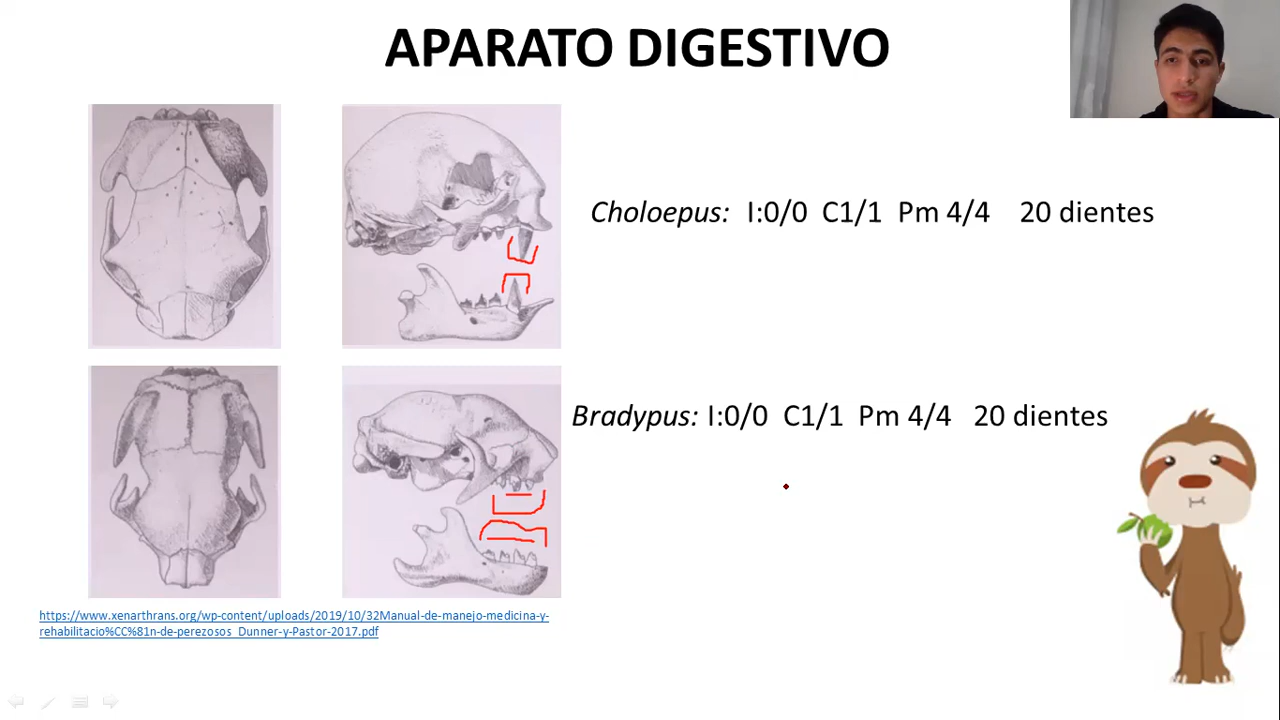 APARATO DIGESTIVO
Choloepus: I:0/0 C1/1 Pm 4/4 20 dientes
Bradypus: I:0/0 C1/1 Pm 4/4 20 dientes
https://www.xenarthrans.org/wp-content/uploads/2019/10/32Manual-de-manejo-medicina-y-
rehabilitacio%CC%81n-de-perezosos_Dunner-y-Pastor-2017.pdf